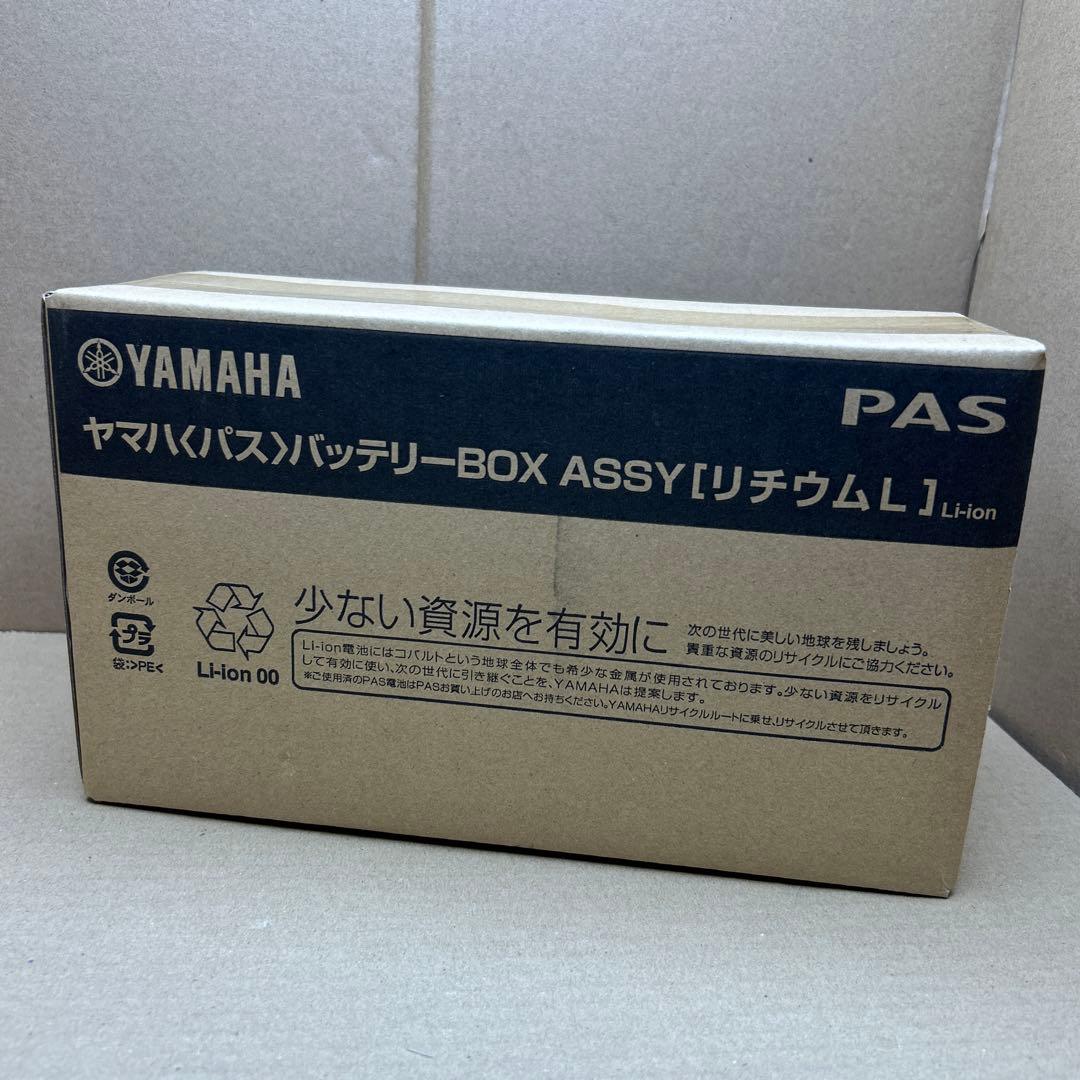 YAMAHA
PAS
ヤマハ〈パス〉バッテリーBOX ASSY[リチウムL] Li-ion
ダンボール
プラ
袋:>PE<
Li-ion 00
少ない資源を有効に
次の世代に美しい地球を残しましょう。
貴重な資源のリサイクルにご協力ください。
LI-ion電池にはコバルトという地球全体でも希少な金属が使用されております。少ない資源をリサイクル
して有効に使い、次の世代に引き継ぐことを、YAMAHAは提案します。
※ご使用済のPAS電池はPASお買い上げのお店へお持ちください。YAMAHAリサイクルルートに乗せ、リサイクルさせて頂きます。